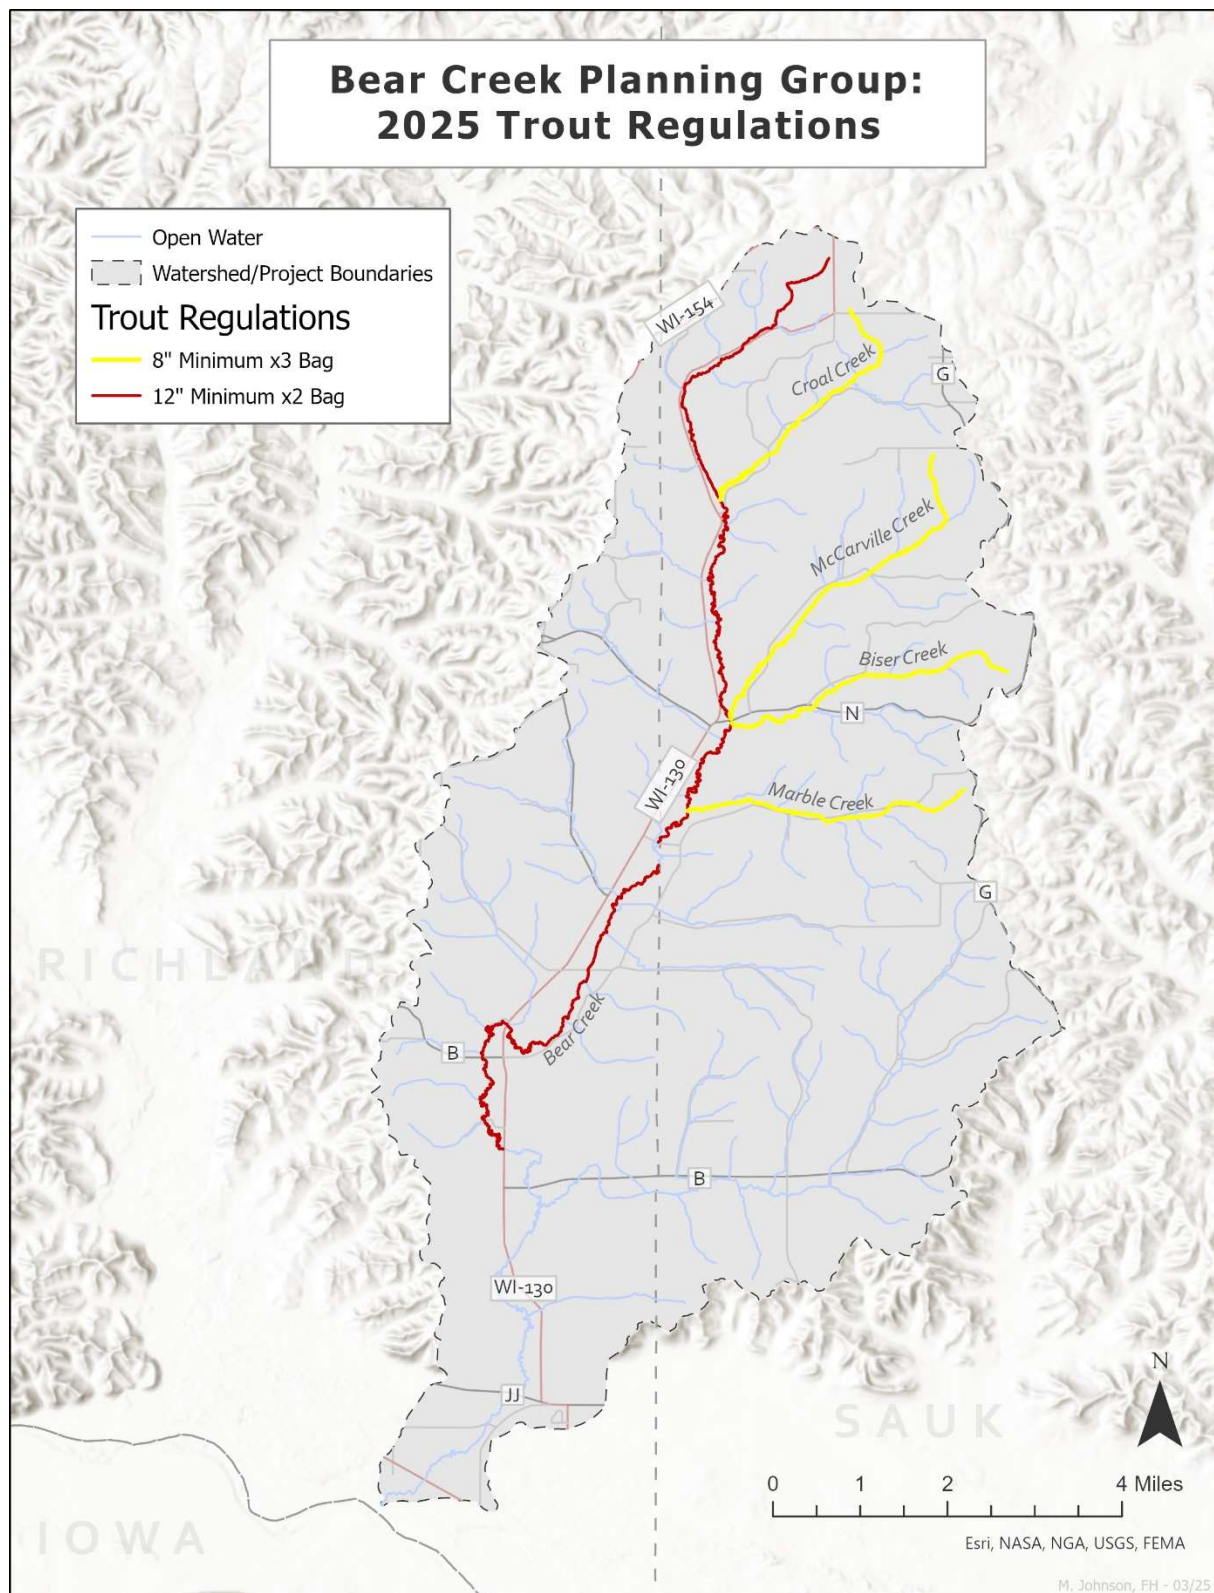 Bear Creek Planning Group:
2025 Trout Regulations
Open Water
Watershed/Project Boundaries
Trout Regulations
8" Minimum x3 Bag
12" Minimum x2 Bag
WI-154
Croal Creek
G
McCarville Creek
Biser Creek
N
WI-130
Marble Creek
G
RICHLAND
Bear Creek
B
B
WI-130
JJ
SAUK
N
0 1 2 4 Miles
IOWA
Esri, NASA, NGA, USGS, FEMA
M. Johnson, FH - 03/25